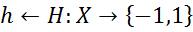 h ← H: X → {−1,1}